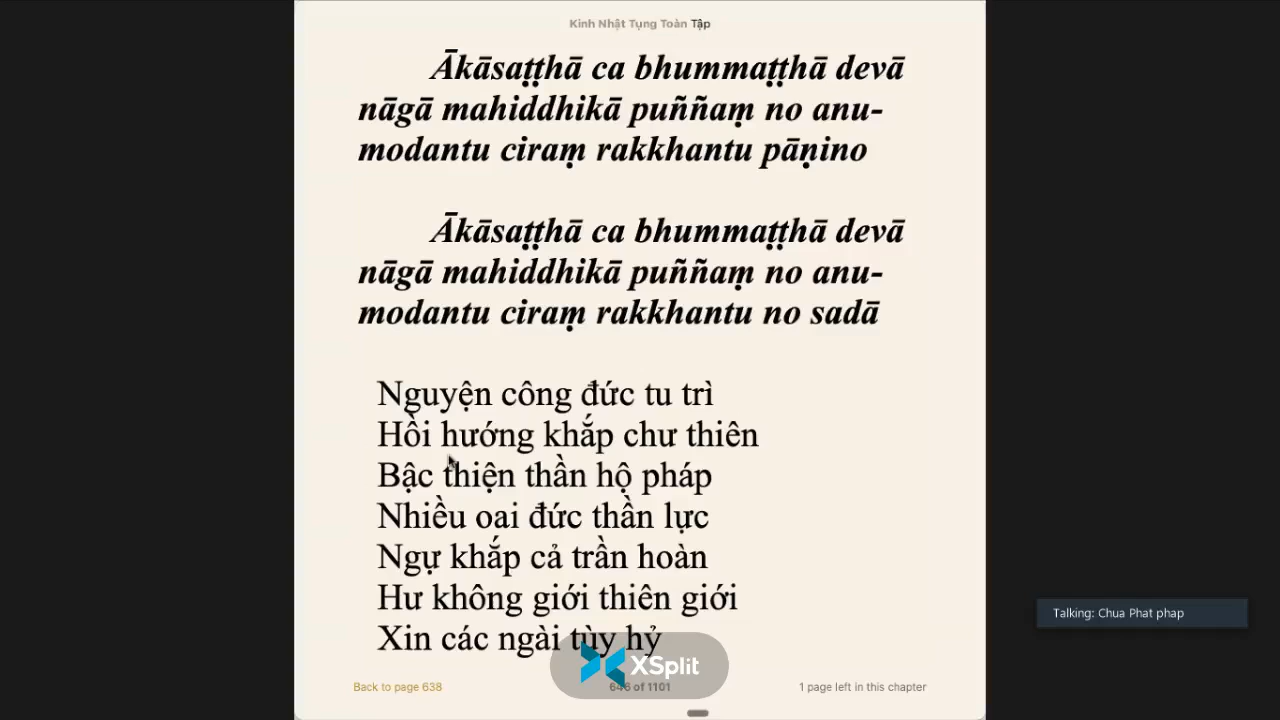 Kinh Nhật Tụng Toàn Tập
Ākāsaṭṭhā ca bhummaṭṭhā devā
nāgā mahiddhikā puññaṃ no anu-
modantu ciraṃ rakkhantu pāṇino
Ākāsaṭṭhā ca bhummaṭṭhā devā
nāgā mahiddhikā puññaṃ no anu-
modantu ciraṃ rakkhantu no sadā
Nguyện công đức tu trì
Hồi hướng khắp chư thiên
Bậc thiện thần hộ pháp
Nhiều oai đức thần lực
Ngự khắp cả trần hoàn
Hư không giới thiên giới
Xin các ngài tùy hỷ
XSplit
Back to page 638
646 of 1101
1 page left in this chapter
Talking: Chua Phat phap